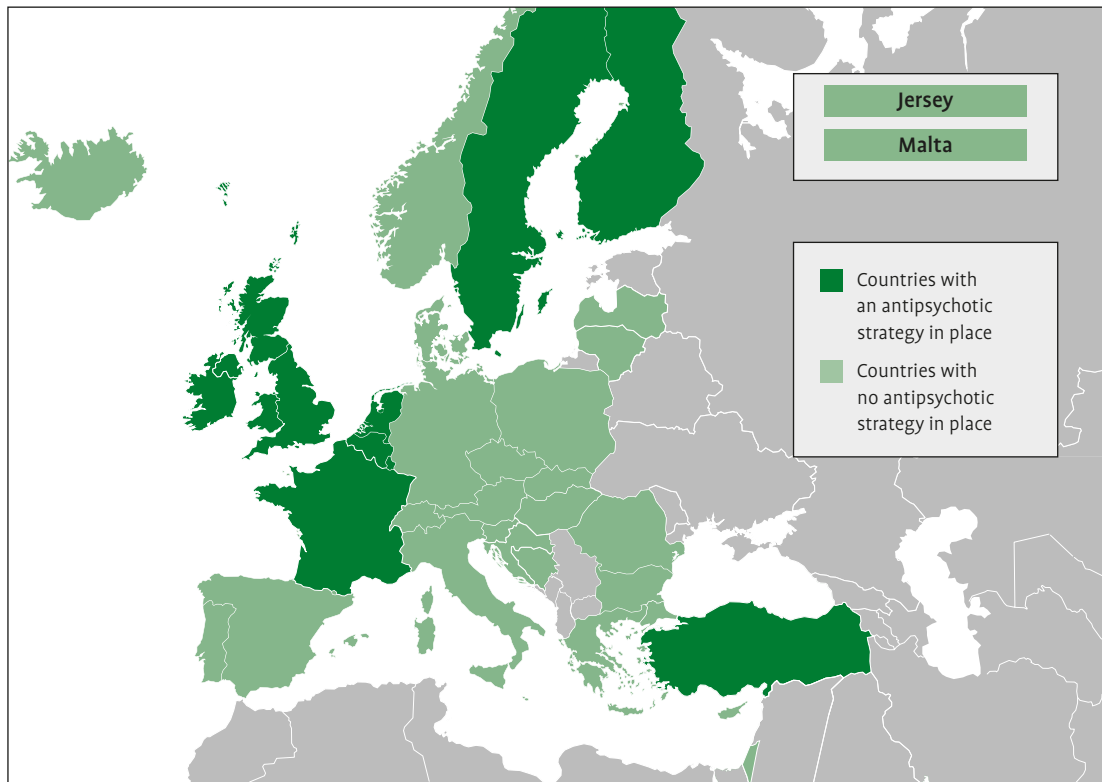 Jersey
Malta
Countries with
an antipsychotic
strategy in place
Countries with
no antipsychotic
strategy in place